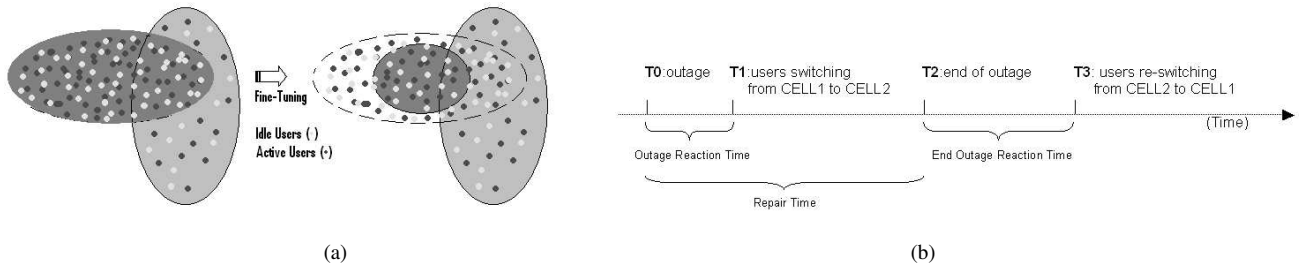 Fine-Tuning
Idle Users ( )
Active Users (•)
(a)
T0:outage
T1: users switching
from CELL1 to CELL2
T2:end of outage
T3: users re-switching
from CELL2 to CELL1
(Time)
Outage Reaction Time
End Outage Reaction Time
Repair Time
(b)